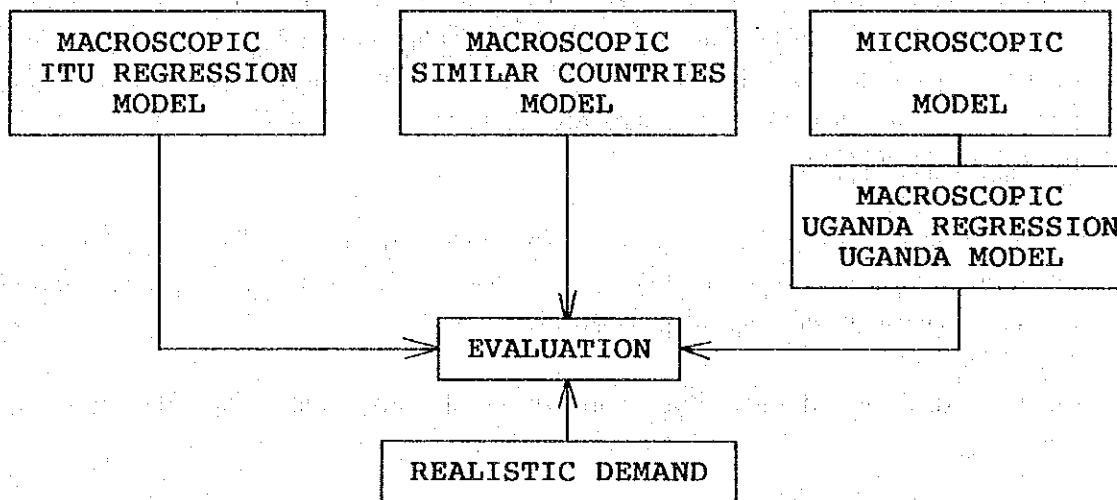 MACROSCOPIC
ITU REGRESSION
MODEL
MACROSCOPIC
SIMILAR COUNTRIES
MODEL
MICROSCOPIC
MODEL
MACROSCOPIC
UGANDA REGRESSION
UGANDA MODEL
EVALUATION
REALISTIC DEMAND